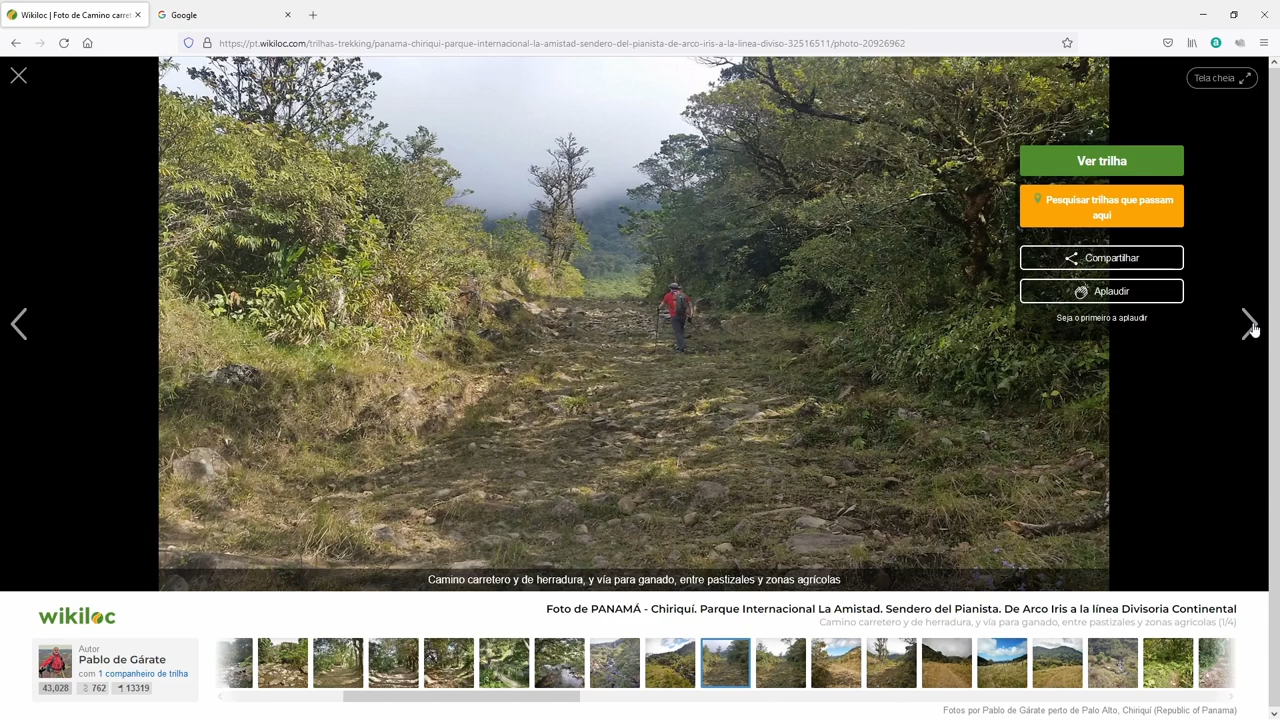 Wikiloc | Foto de Camino carret
Google
https://pt.wikiloc.com/trilhas-trekking/panama-chiriqui-parque-internacional-la-amistad-sendero-del-pianista-de-arco-iris-a-la-linea-diviso-32516511/photo-20926962
Tela cheia
Ver trilha
Pesquisar trilhas que passam
aqui
Compartilhar
Aplaudir
Seja o primeiro a aplaudir
Camino carretero y de herradura, y vía para ganado, entre pastizales y zonas agrícolas
wikiloc
Foto de PANAMÁ - Chiriquí. Parque Internacional La Amistad. Sendero del Pianista. De Arco Iris a la línea Divisoria Continental
Camino carretero y de herradura, y vía para ganado, entre pastizales y zonas agrícolas (1/4)
Autor
Pablo de Gárate
com 1 companheiro de trilha
43,028 762 13319
Fotos por Pablo de Gárate perto de Palo Alto, Chiriquí (Republic of Panama)